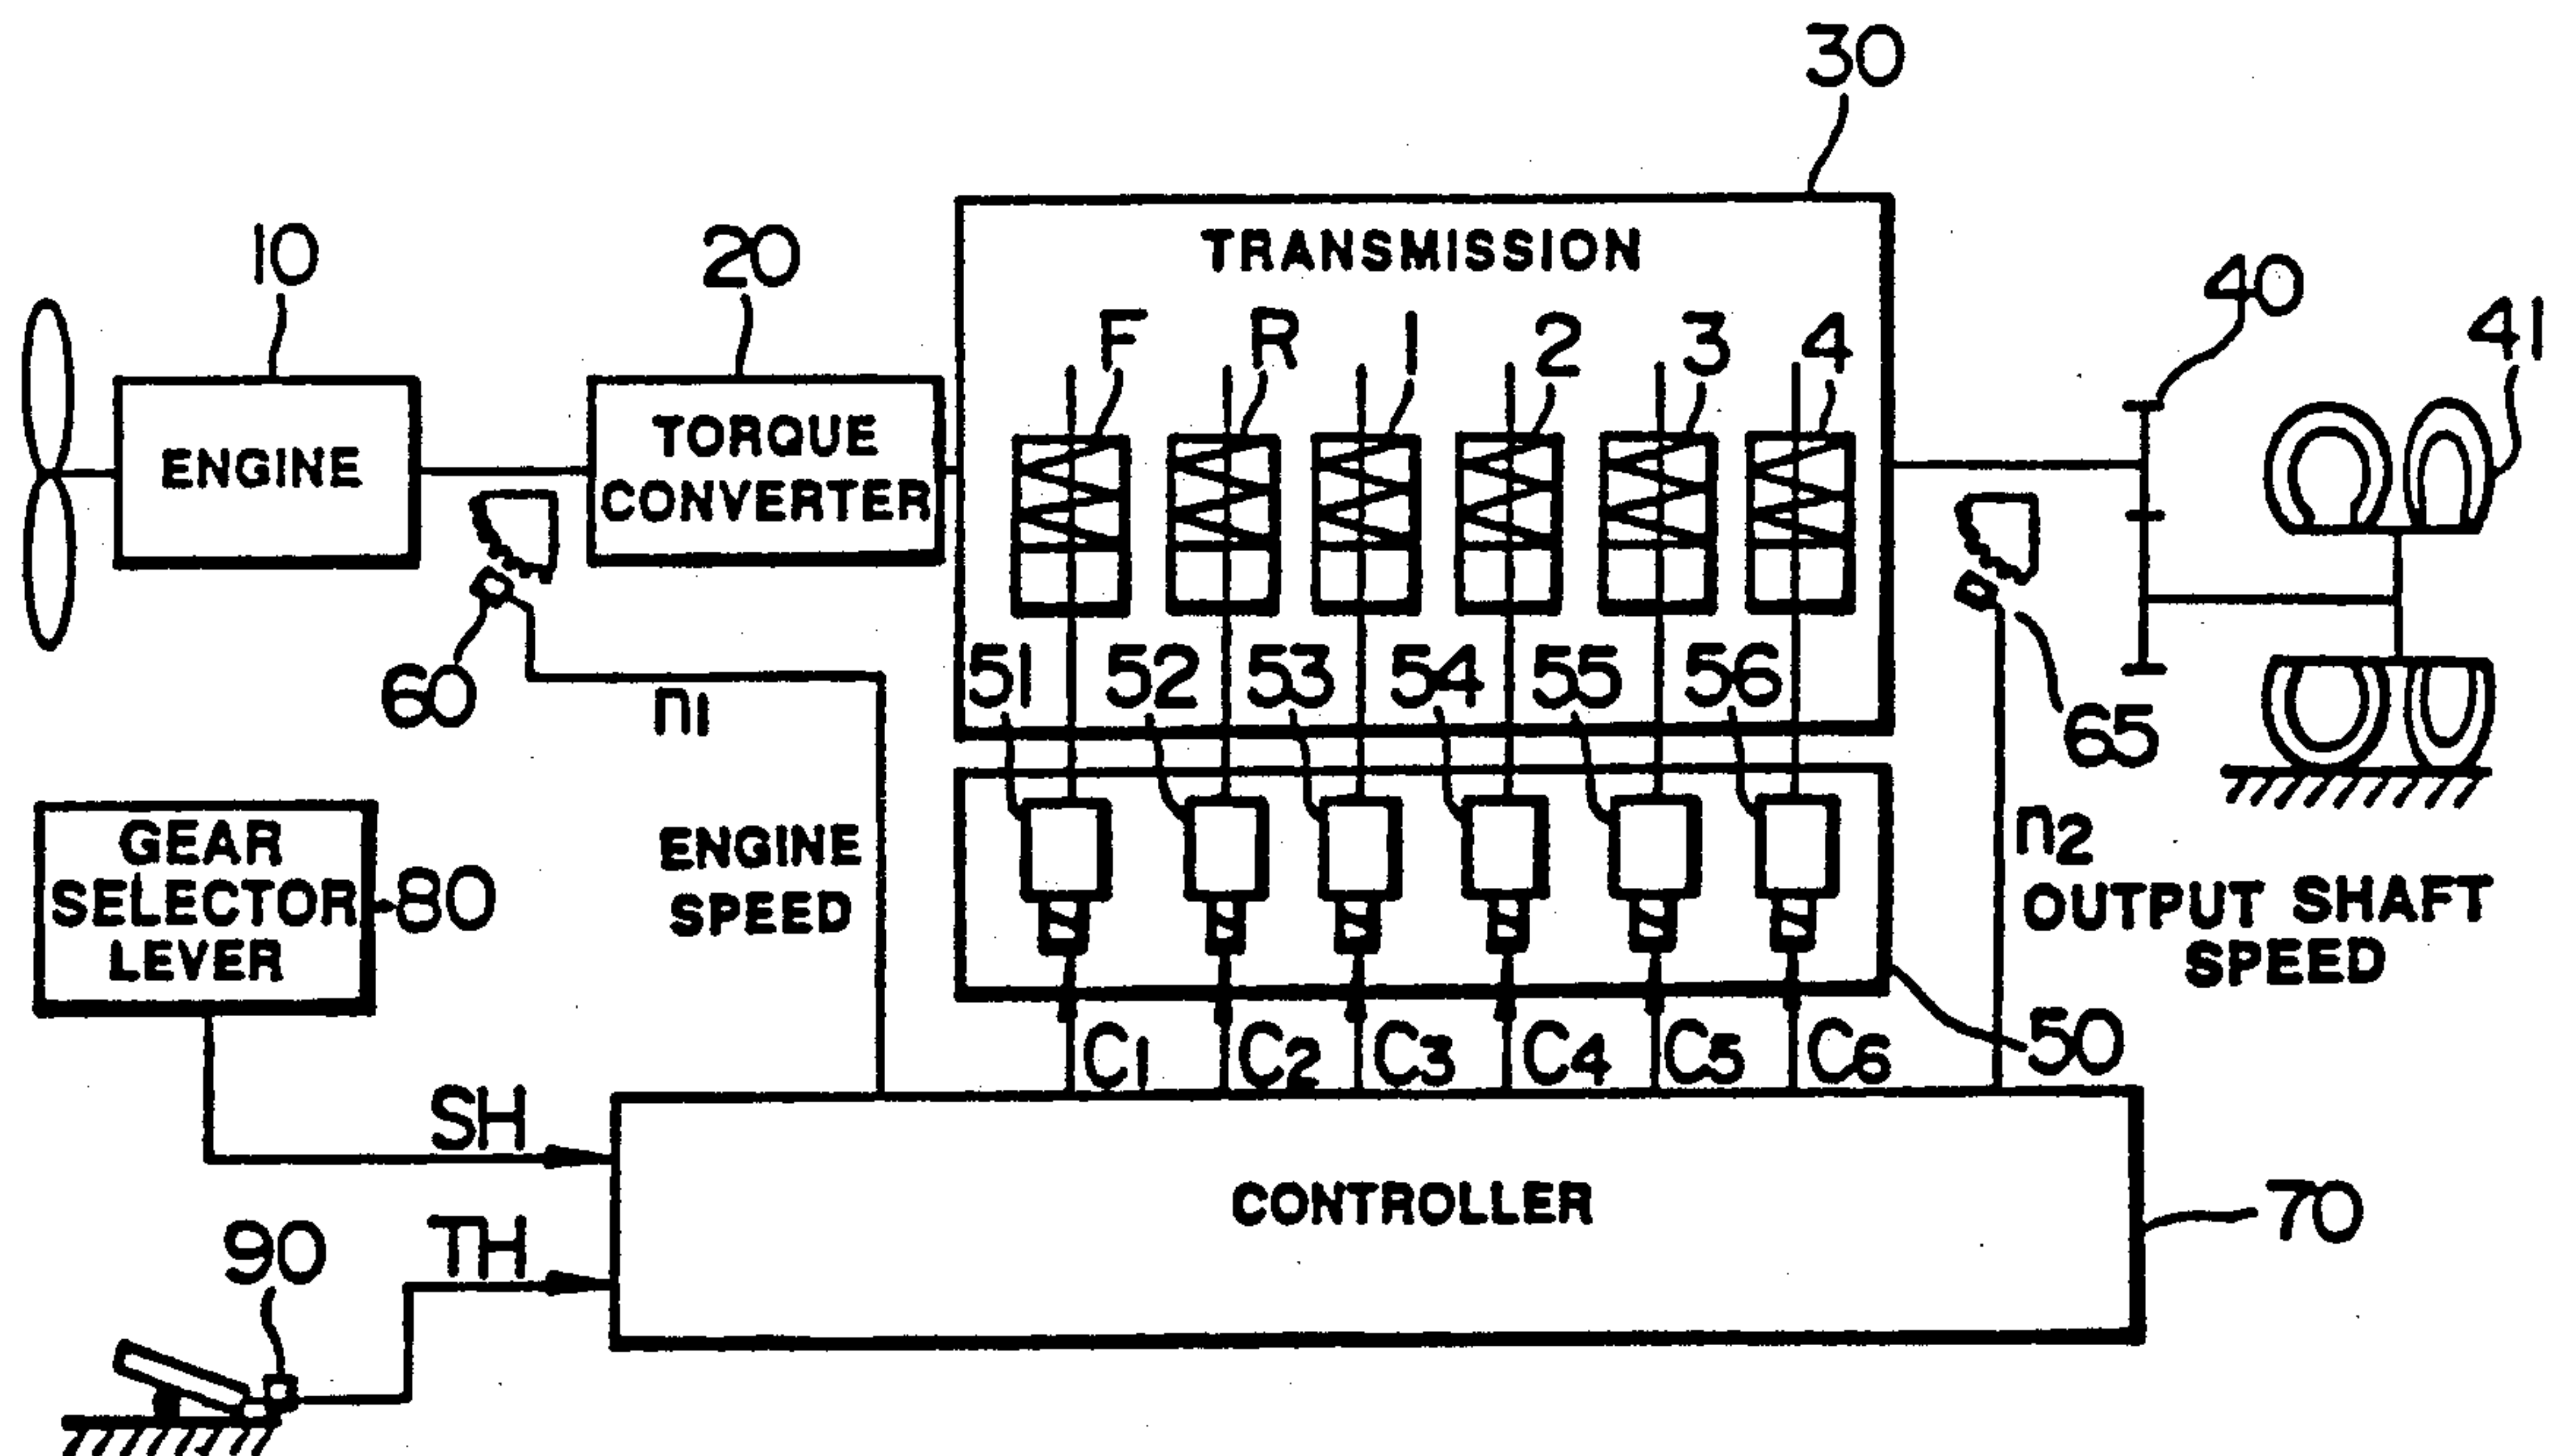 30
10
20
TRANSMISSION
40
41
F R 1 2 3 4
ENGINE
TORQUE
CONVERTER
60
n1
51 52 53 54 55 56
65
GEAR
SELECTOR
LEVER
80
ENGINE
SPEED
n2
OUTPUT SHAFT
SPEED
50
C1 C2 C3 C4 C5 C6
SH
TH
CONTROLLER
70
90